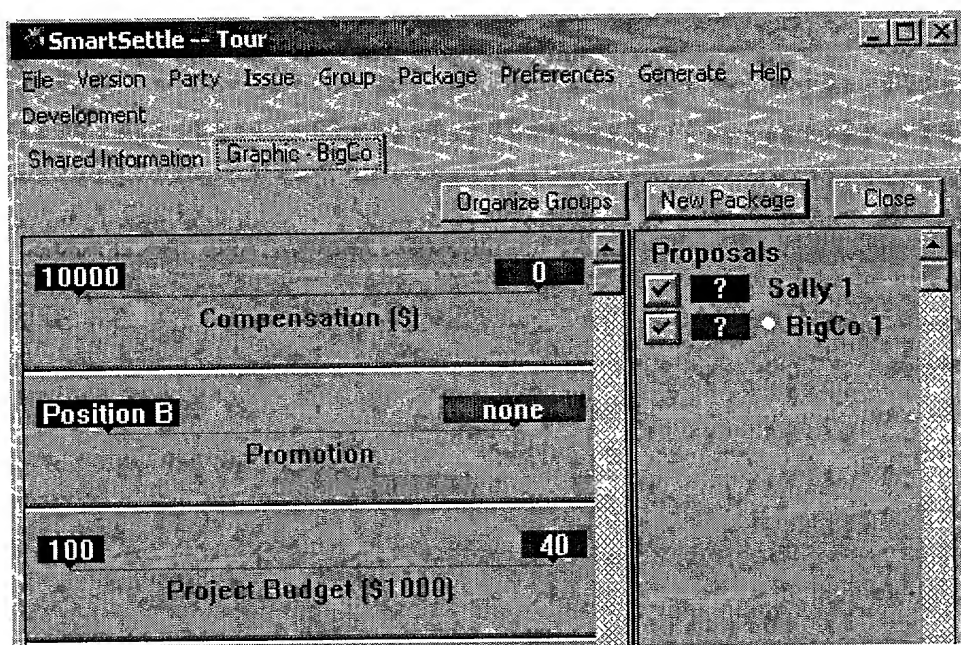 SmartSettle -- Tour
File Version Party Issue Group Package Preferences Generate Help
Development
Shared Information Graphic - BigCo
Organize Groups New Package Close
10000 0
Compensation ($)
Position B none
Promotion
100 40
Project Budget ($1000)
Proposals
? Sally 1
? BigCo 1